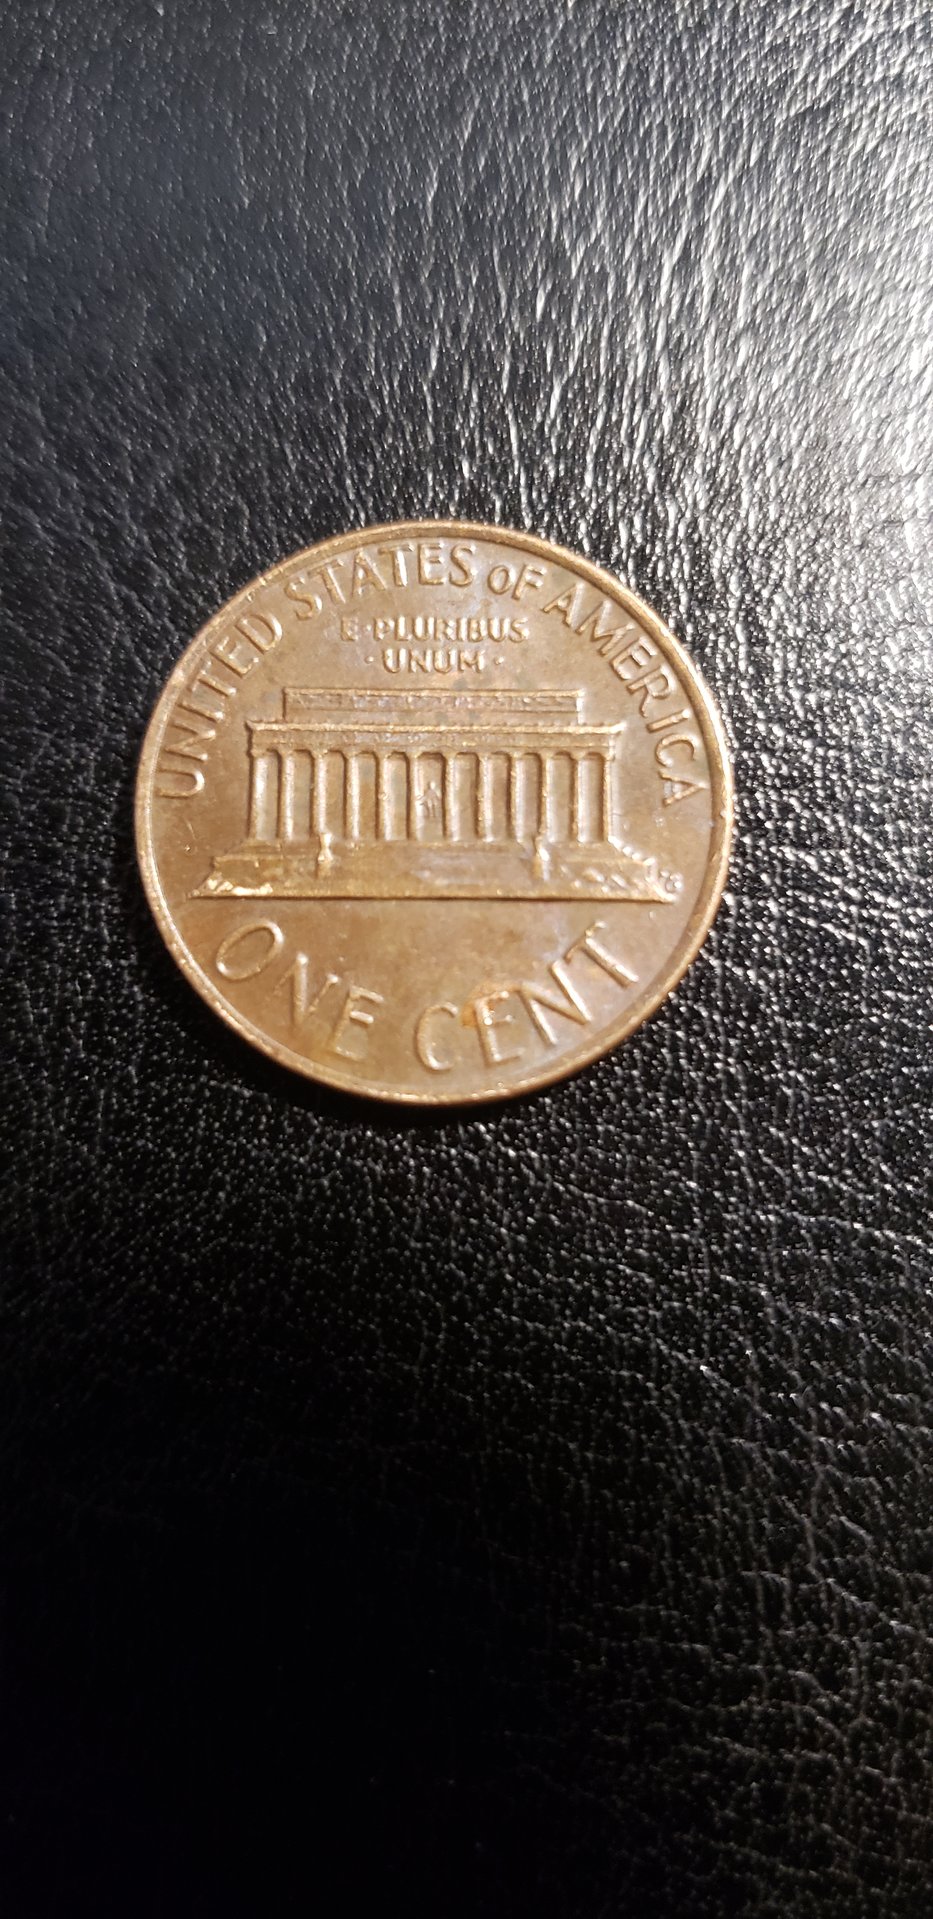 UNITED STATES OF AMERICA
E·PLURIBUS
·UNUM·
ONE CENT